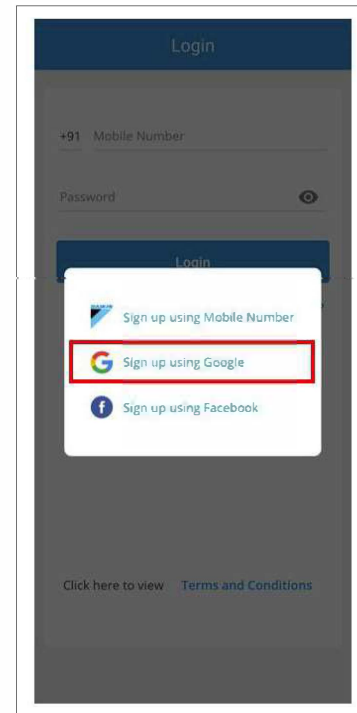 Login
+91 Mobile Number
Password
Login
Sign up using Mobile Number
Sign up using Google
Sign up using Facebook
Click here to view Terms and Conditions